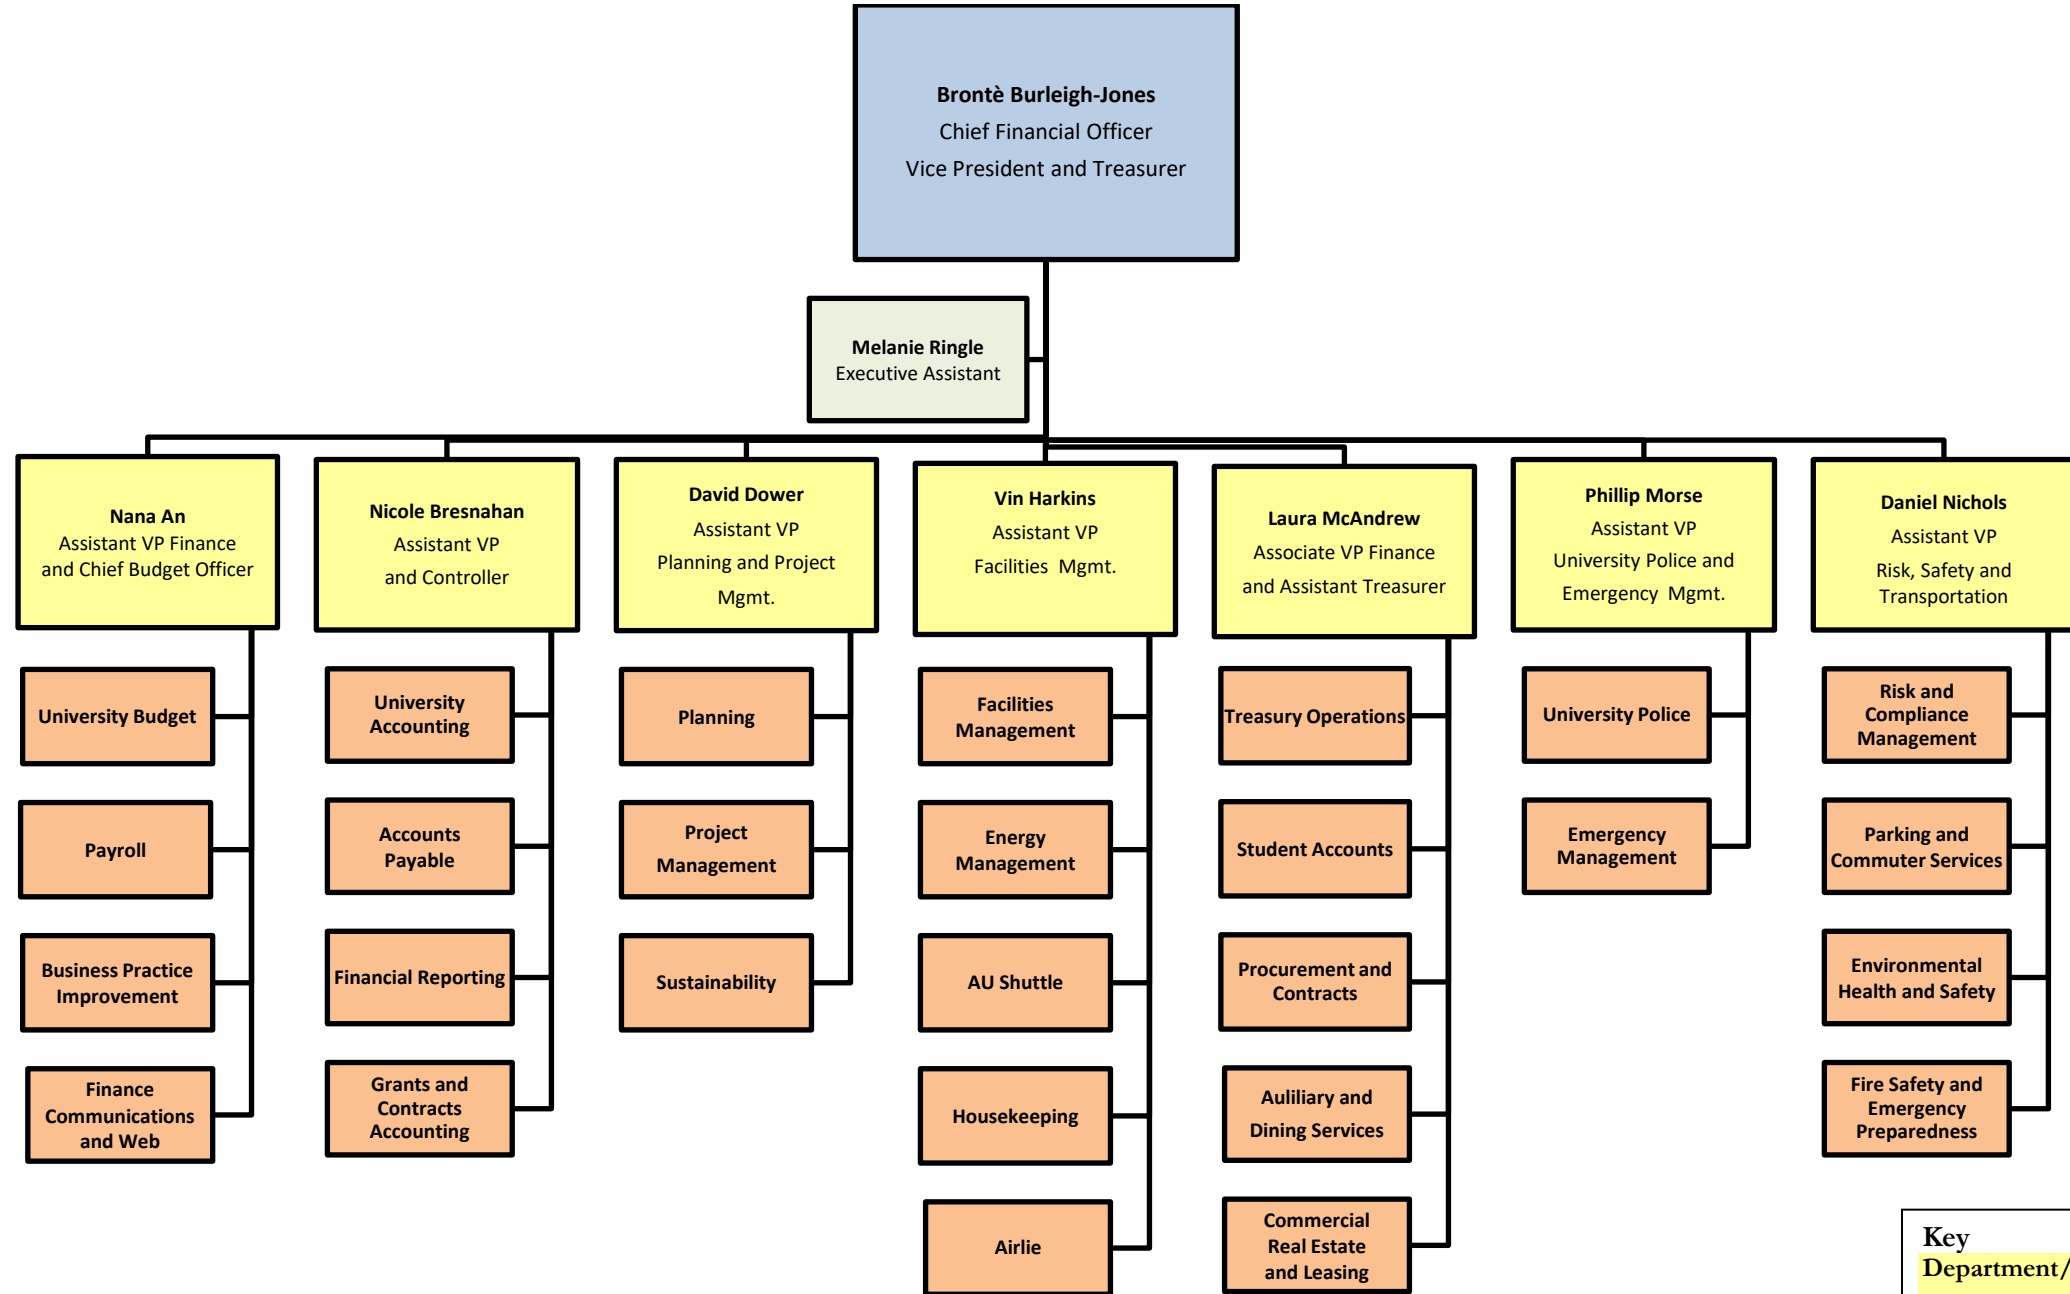 Brontè Burleigh-Jones
Chief Financial Officer
Vice President and Treasurer
Melanie Ringle
Executive Assistant
Nana An
Assistant VP Finance
and Chief Budget Officer
University Budget
Payroll
Business Practice
Improvement
Finance
Communications
and Web
Nicole Bresnahan
Assistant VP
and Controller
University
Accounting
Accounts
Payable
Financial Reporting
Grants and
Contracts
Accounting
David Dower
Assistant VP
Planning and Project
Mgmt.
Planning
Project
Management
Sustainability
Vin Harkins
Assistant VP
Facilities Mgmt.
Facilities
Management
Energy
Management
AU Shuttle
Housekeeping
Airlie
Laura McAndrew
Associate VP Finance
and Assistant Treasurer
Treasury Operations
Student Accounts
Procurement and
Contracts
Auliliary and
Dining Services
Commercial
Real Estate
and Leasing
Phillip Morse
Assistant VP
University Police and
Emergency Mgmt.
University Police
Emergency
Management
Daniel Nichols
Assistant VP
Risk, Safety and
Transportation
Risk and
Compliance
Management
Parking and
Commuter Services
Environmental
Health and Safety
Fire Safety and
Emergency
Preparedness
Key
Department/